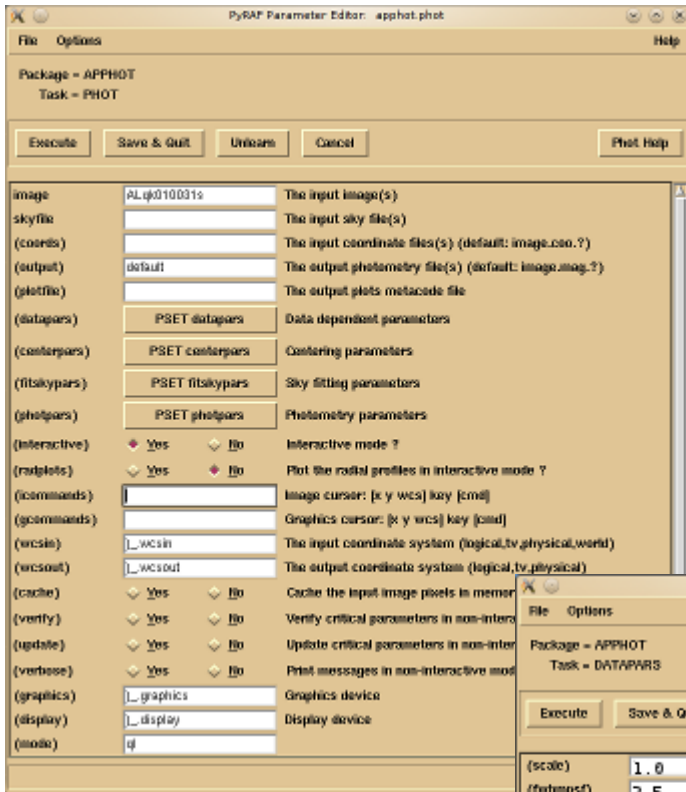 PyRAF Parameter Editor: apphot.phot
File Options Help
Package = APPHOT
Task = PHOT
Execute Save & Quit Unlearn Cancel Phot Help
image ALqk010031s The input image(s)
skyfile The input sky file(s)
(coords) The input coordinate files(s) (default: image.coo.?)
(output) default The output photometry file(s) (default: image.mag.?)
(plotfile) The output plots metacode file
(datapars) PSET datapars Data dependent parameters
(centerpars) PSET centerpars Centering parameters
(fitskypars) PSET fitskypars Sky fitting parameters
(photpars) PSET photpars Photometry parameters
(interactive) Yes No Interactive mode ?
(radplots) Yes No Plot the radial profiles in interactive mode ?
(icommands) Image cursor: [x y wcs] key [cmd]
(gcommands) Graphics cursor: [x y wcs] key [cmd]
(wcsin) )_.wcsin The input coordinate system (logical,tv,physical,world)
(wcsout) )_.wcsout The output coordinate system (logical,tv,physical)
(cache) Yes No Cache the input image pixels in memor
(verify) Yes No Verify critical parameters in non-intera
(update) Yes No Update critical parameters in non-inter
(verbose) Yes No Print messages in non-interactive mod
(graphics) )_.graphics Graphics device
(display) )_.display Display device
(mode) ql
File Options
Package = APPHOT
Task = DATAPARS
Execute Save & Q
(scale) 1.0
(fwhmpsf) 2.5